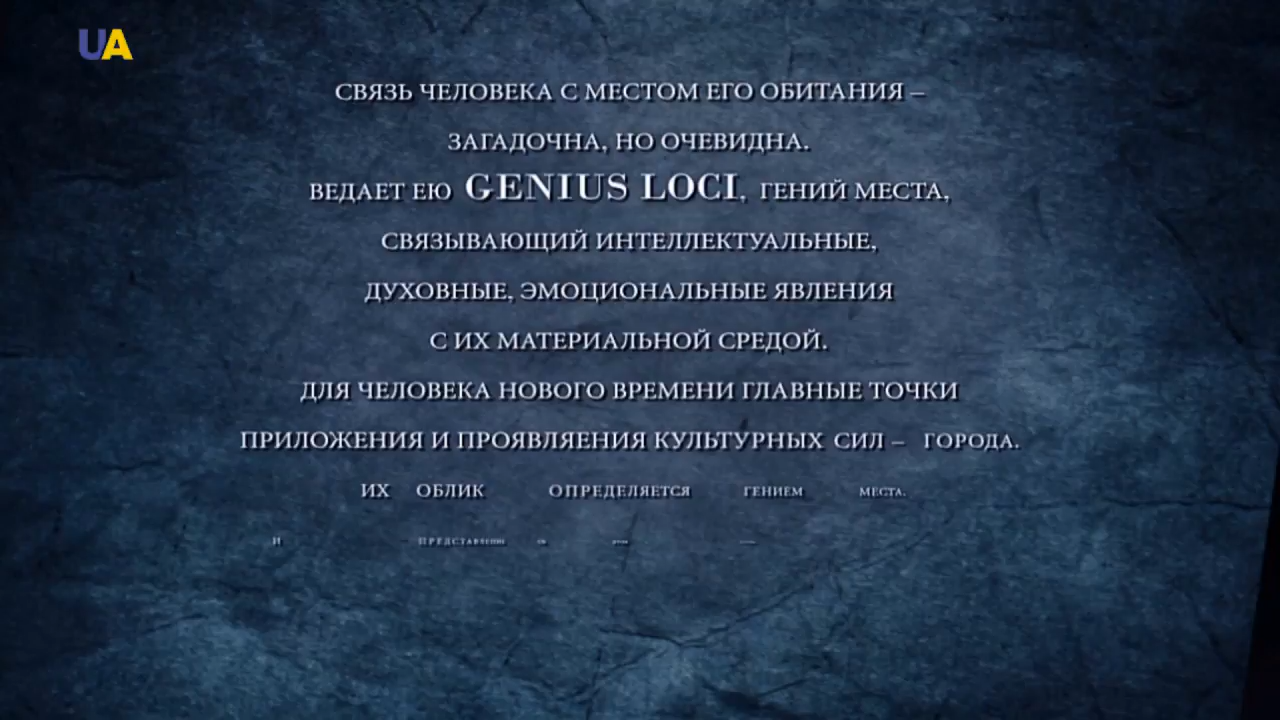 UA
СВЯЗЬ ЧЕЛОВЕКА С МЕСТОМ ЕГО ОБИТАНИЯ –
ЗАГАДОЧНА, НО ОЧЕВИДНА.
ВЕДАЕТ ЕЮ GENIUS LOCI, ГЕНИЙ МЕСТА,
СВЯЗЫВАЮЩИЙ ИНТЕЛЛЕКТУАЛЬНЫЕ,
ДУХОВНЫЕ, ЭМОЦИОНАЛЬНЫЕ ЯВЛЕНИЯ
С ИХ МАТЕРИАЛЬНОЙ СРЕДОЙ.
ДЛЯ ЧЕЛОВЕКА НОВОГО ВРЕМЕНИ ГЛАВНЫЕ ТОЧКИ
ПРИЛОЖЕНИЯ И ПРОЯВЛЯЕНИЯ КУЛЬТУРНЫХ СИЛ – ГОРОДА.
ИХ ОБЛИК ОПРЕДЕЛЯЕТСЯ ГЕНИЕМ МЕСТА.
И ПРЕДСТАВЛЕНИЕ